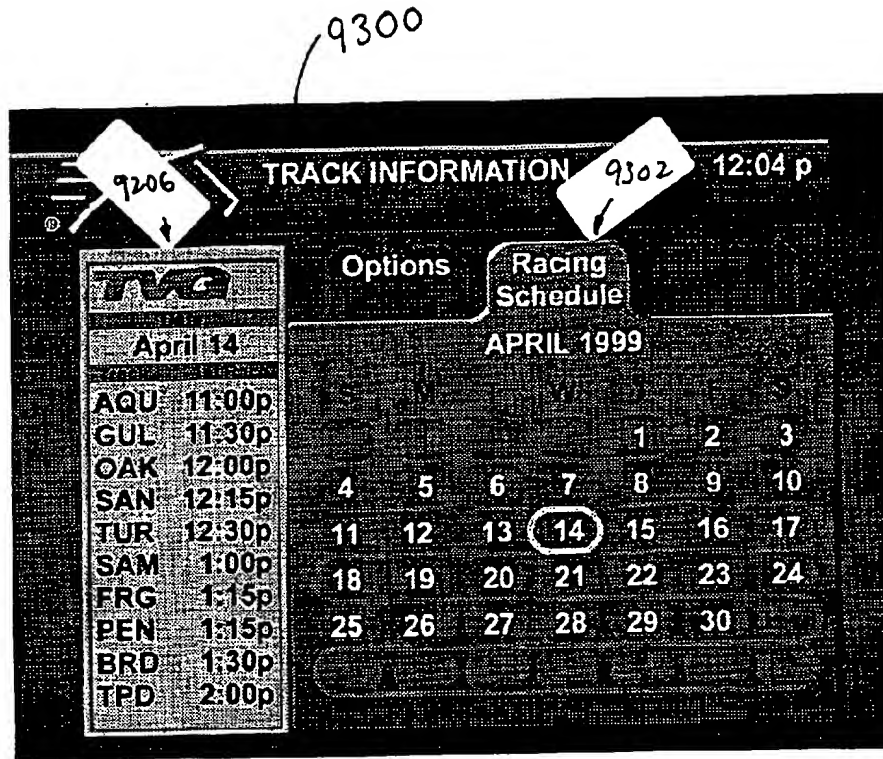 9300
9206
TRACK INFORMATION
9302
12:04 p
®
Options
Racing
Schedule
TVG
April 14
APRIL 1999
S M W T F S
AQU 11:00p
GUL 11:30p
OAK 12:00p
SAN 12:15p
TUR 12:30p
SAM 1:00p
FRG 1:15p
PEN 1:15p
BRD 1:30p
TPD 2:00p
1 2 3
4 5 6 7 8 9 10
11 12 13 14 15 16 17
18 19 20 21 22 23 24
25 26 27 28 29 30